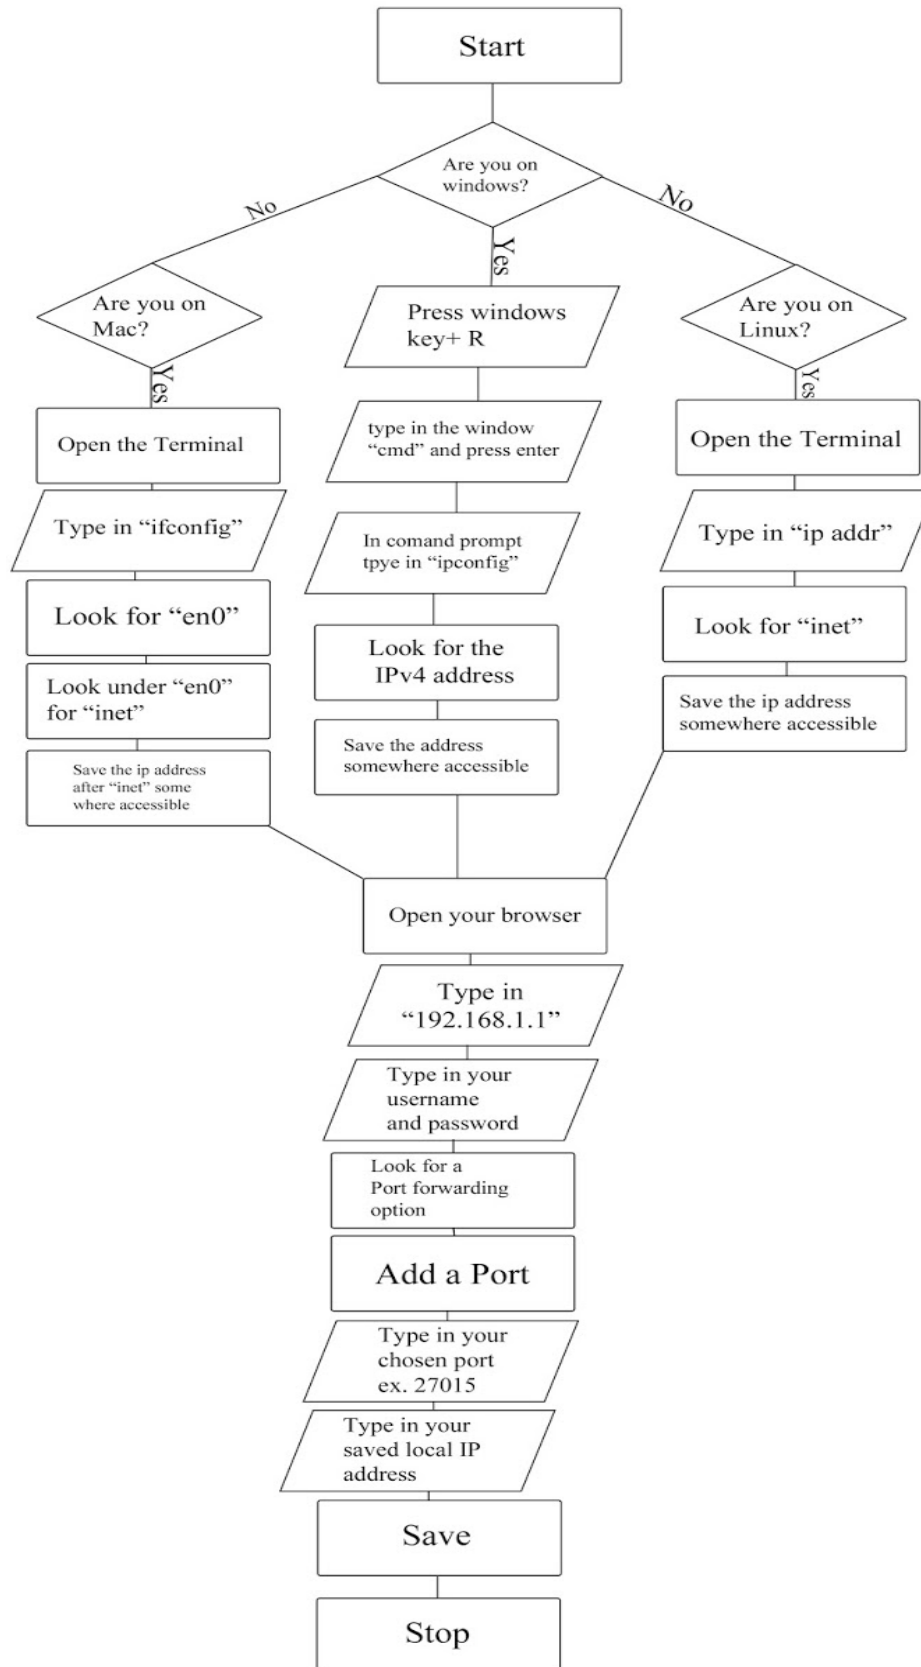 Start
Are you on
windows?
No
Yes
No
Are you on
Mac?
Yes
Open the Terminal
Type in “ifconfig”
Look for “en0”
Look under “en0”
for “inet”
Save the ip address
after “inet” some
where accessible
Press windows
key+ R
type in the window
“cmd” and press enter
In comand prompt
tpye in “ipconfig”
Look for the
IPv4 address
Save the address
somewhere accessible
Are you on
Linux?
Yes
Open the Terminal
Type in “ip addr”
Look for “inet”
Save the ip address
somewhere accessible
Open your browser
Type in
“192.168.1.1”
Type in your
username
and password
Look for a
Port forwarding
option
Add a Port
Type in your
chosen port
ex. 27015
Type in your
saved local IP
address
Save
Stop